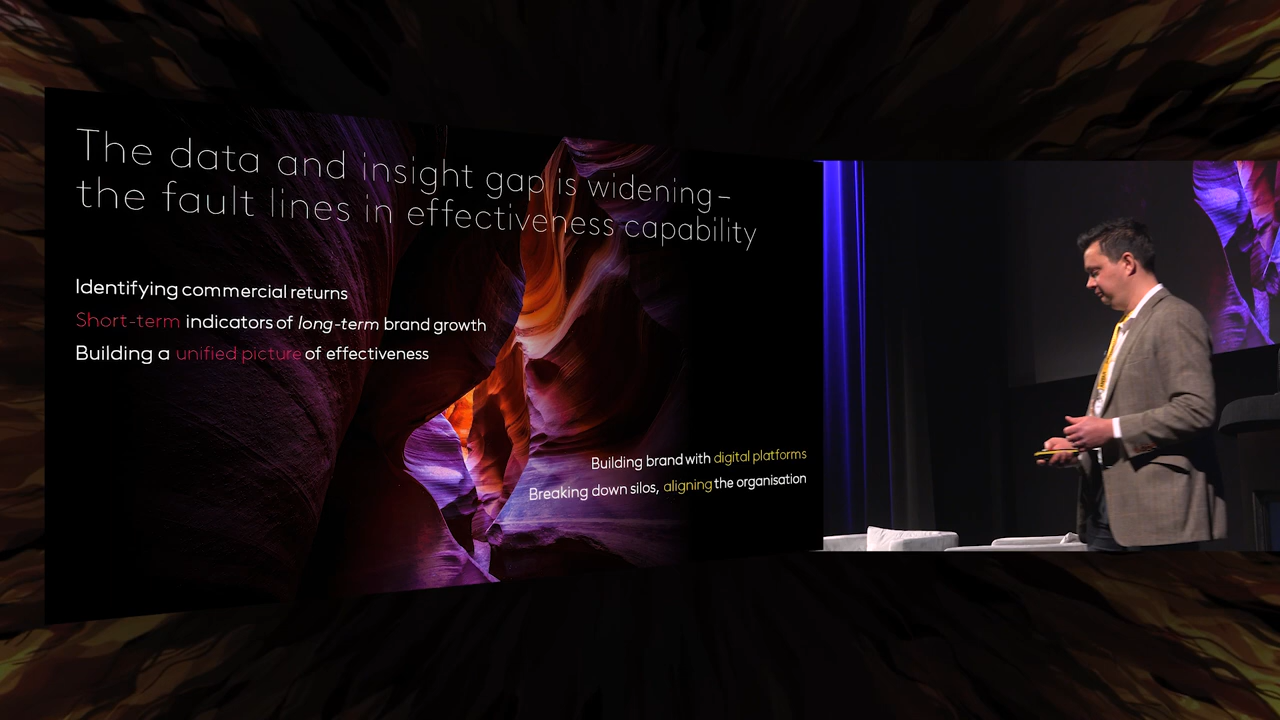 The data and insight gap is widening –
the fault lines in effectiveness capability
Identifying commercial returns
Short-term indicators of long-term brand growth
Building a unified picture of effectiveness
Building brand with digital platforms
Breaking down silos, aligning the organisation